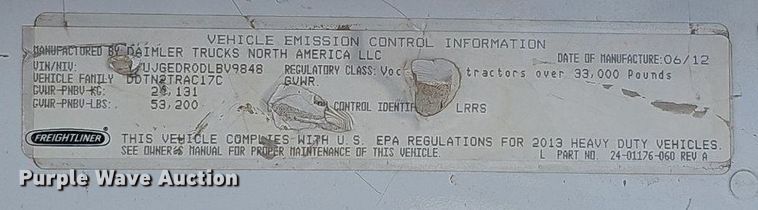 VEHICLE EMISSION CONTROL INFORMATION
MANUFACTURED BY DAIMLER TRUCKS NORTH AMERICA LLC
DATE OF MANUFACTURE: 06/12
VIN/NIV: UJGEDRODLBV9848
REGULATORY CLASS: Voc tractors over 33,000 Pounds
VEHICLE FAMILY DDTN2TRAC17C
GVWR.
GVWR-PNBV-KG: 131
GVWR-PNBV-LBS: 53,200
CONTROL LRRS
FREIGHTLINER
THIS VEHICLE COMPLIES WITH U.S. EPA REGULATIONS FOR 2013 HEAVY DUTY VEHICLES.
SEE OWNERS MANUAL FOR PROPER MAINTENANCE OF THIS VEHICLE.
L PART NO. 24-01176-060 REV A
Purple Wave Auction